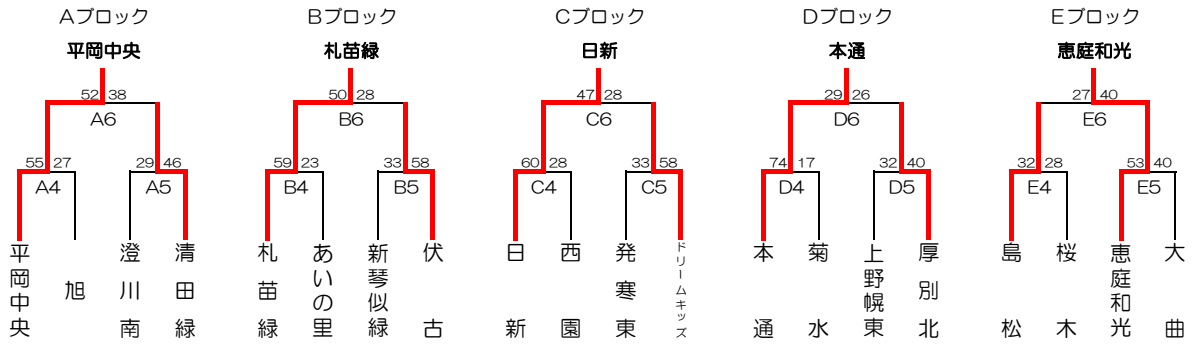 Aブロック
Bブロック
Cブロック
Dブロック
Eブロック
平岡中央
札苗緑
日新
本通
恵庭和光
52 38
50 28
47 28
29 26
27 40
A6
B6
C6
D6
E6
55 27
29 46
59 23
33 58
60 28
33 58
74 17
32 40
32 28
53 40
A4
A5
B4
B5
C4
C5
D4
D5
E4
E5
平岡中央
旭
澄川南
清田緑
札苗緑
あいの里
新琴似緑
伏古
日新
西園
発寒東
ドリームキッズ
本通
菊水
上野幌東
厚別北
島松
桜木
恵庭和光
大曲